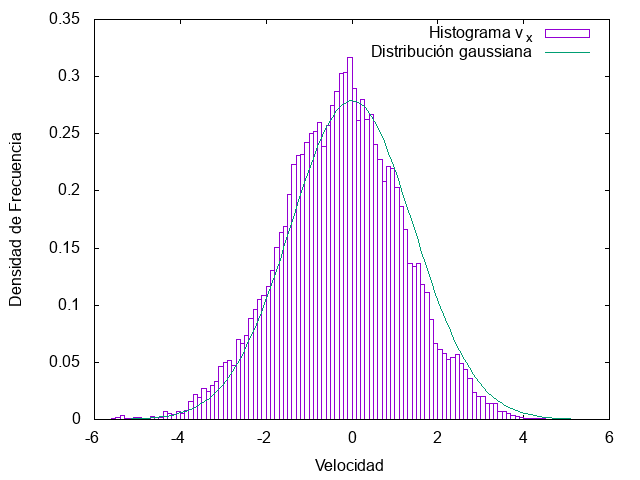 Histograma v_x
Distribución gaussiana
Densidad de Frecuencia
0.35
0.3
0.25
0.2
0.15
0.1
0.05
0
-6 -4 -2 0 2 4 6
Velocidad